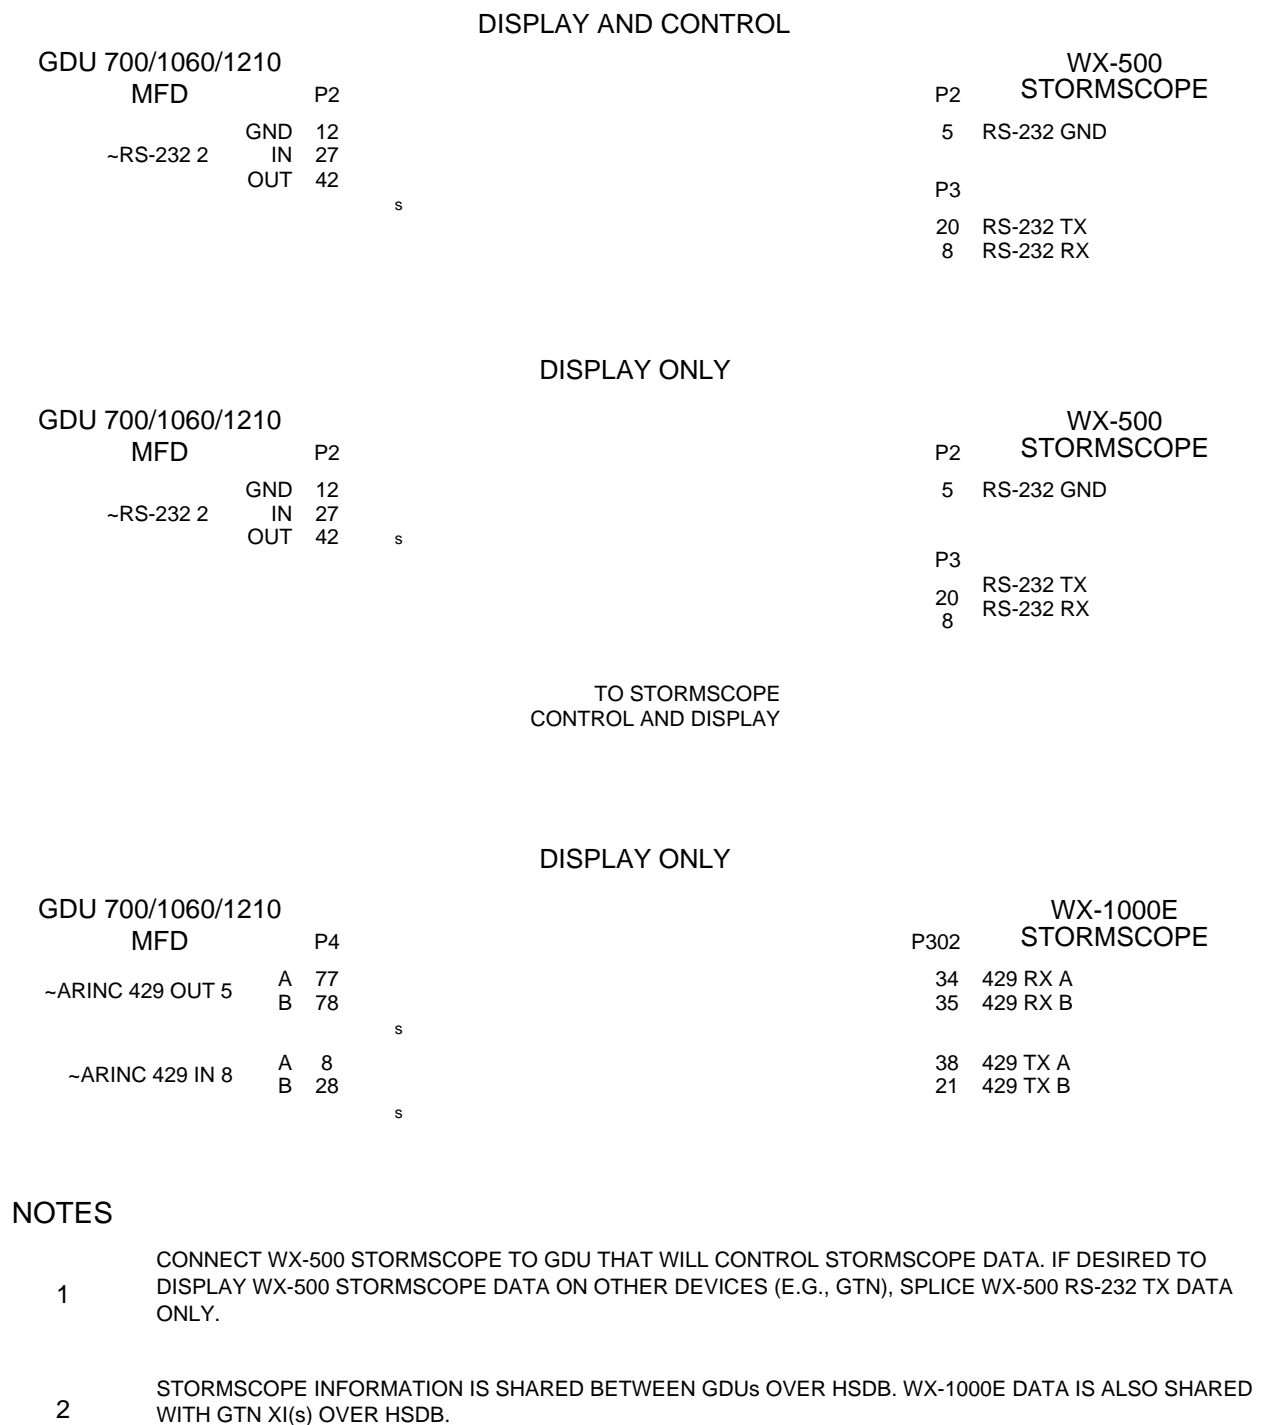 DISPLAY AND CONTROL
GDU 700/1060/1210
MFD P2
GND 12
~RS-232 2 IN 27
OUT 42
s
WX-500
P2 STORMSCOPE
5 RS-232 GND
P3
20 RS-232 TX
8 RS-232 RX
DISPLAY ONLY
GDU 700/1060/1210
MFD P2
GND 12
~RS-232 2 IN 27
OUT 42 s
WX-500
P2 STORMSCOPE
5 RS-232 GND
P3
20 RS-232 TX
8 RS-232 RX
TO STORMSCOPE
CONTROL AND DISPLAY
DISPLAY ONLY
GDU 700/1060/1210
MFD P4
~ARINC 429 OUT 5 A 77
B 78
s
~ARINC 429 IN 8 A 8
B 28
s
WX-1000E
P302 STORMSCOPE
34 429 RX A
35 429 RX B
38 429 TX A
21 429 TX B
NOTES
1 CONNECT WX-500 STORMSCOPE TO GDU THAT WILL CONTROL STORMSCOPE DATA. IF DESIRED TO
DISPLAY WX-500 STORMSCOPE DATA ON OTHER DEVICES (E.G., GTN), SPLICE WX-500 RS-232 TX DATA
ONLY.
2 STORMSCOPE INFORMATION IS SHARED BETWEEN GDUs OVER HSDB. WX-1000E DATA IS ALSO SHARED
WITH GTN XI(s) OVER HSDB.